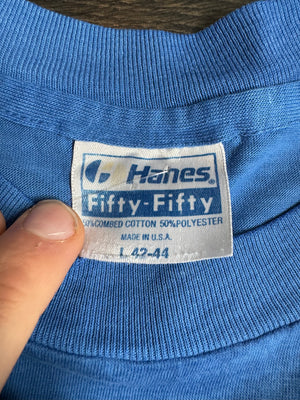 Hanes®
Fifty-Fifty
50% COMBED COTTON 50% POLYESTER
MADE IN U.S.A.
L 42-44